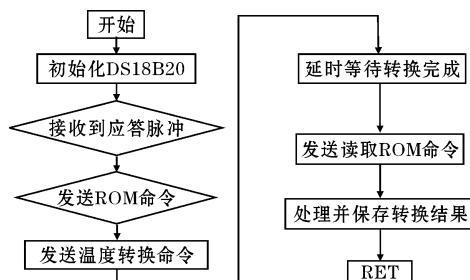 开始
初始化DS18B20
接收到应答脉冲
发送ROM命令
发送温度转换命令
延时等待转换完成
发送读取ROM命令
处理并保存转换结果
RET